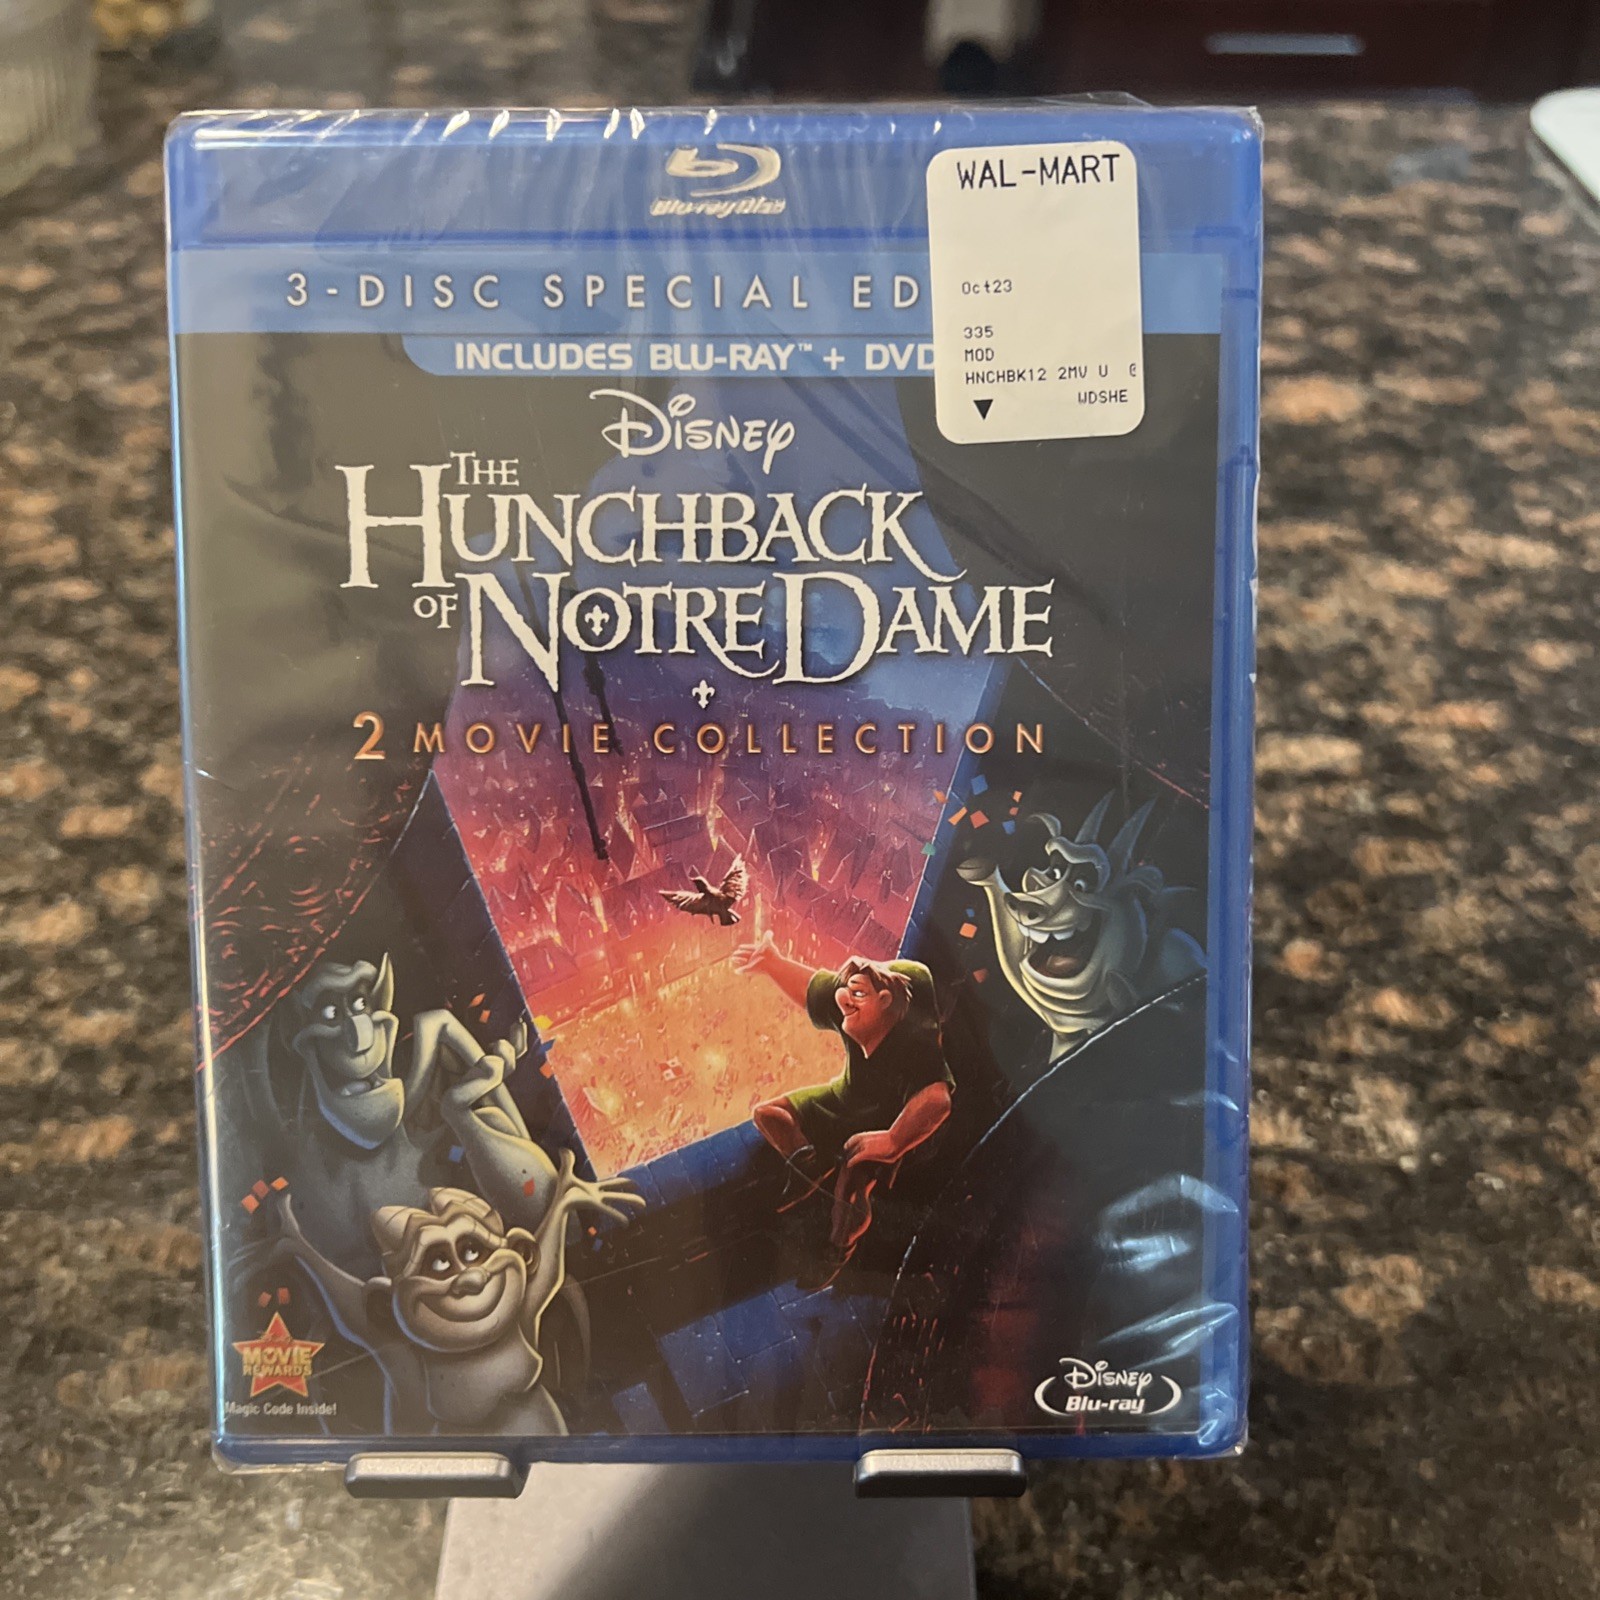 Blu-ray Disc
WAL-MART
Oct23
335
MOD
HNCHBK12 2MV U
WDSHE
3-DISC SPECIAL ED
INCLUDES BLU-RAY™ + DVD
Disney
THE
HUNCHBACK
OF NOTRE DAME
2 MOVIE COLLECTION
MOVIE
REWARDS
Magic Code Inside!
Disney
Blu-ray